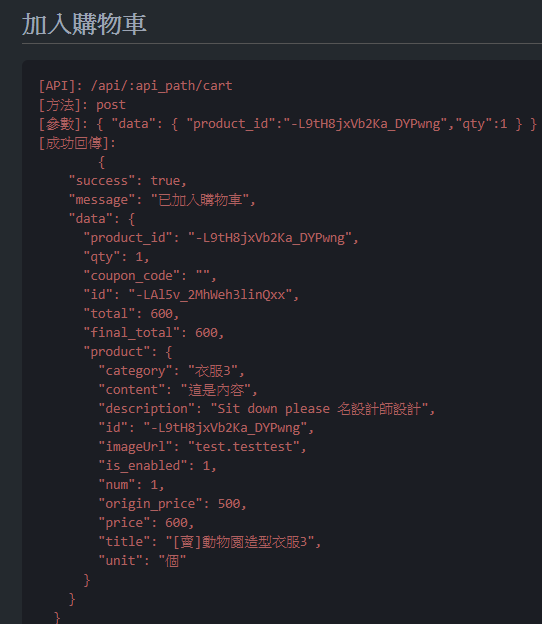 加入購物車
[API]: /api/:api_path/cart
[方法]: post
[參數]: { "data": { "product_id":"-L9tH8jxVb2Ka_DYPwng","qty":1 } }
[成功回傳]:
{
"success": true,
"message": "已加入購物車",
"data": {
"product_id": "-L9tH8jxVb2Ka_DYPwng",
"qty": 1,
"coupon_code": "",
"id": "-LAl5v_2MhWeh3linQxx",
"total": 600,
"final_total": 600,
"product": {
"category": "衣服3",
"content": "這是內容",
"description": "Sit down please 名設計師設計",
"id": "-L9tH8jxVb2Ka_DYPwng",
"imageUrl": "test.testtest",
"is_enabled": 1,
"num": 1,
"origin_price": 500,
"price": 600,
"title": "[賣]動物園造型衣服3",
"unit": "個"
}
}
}